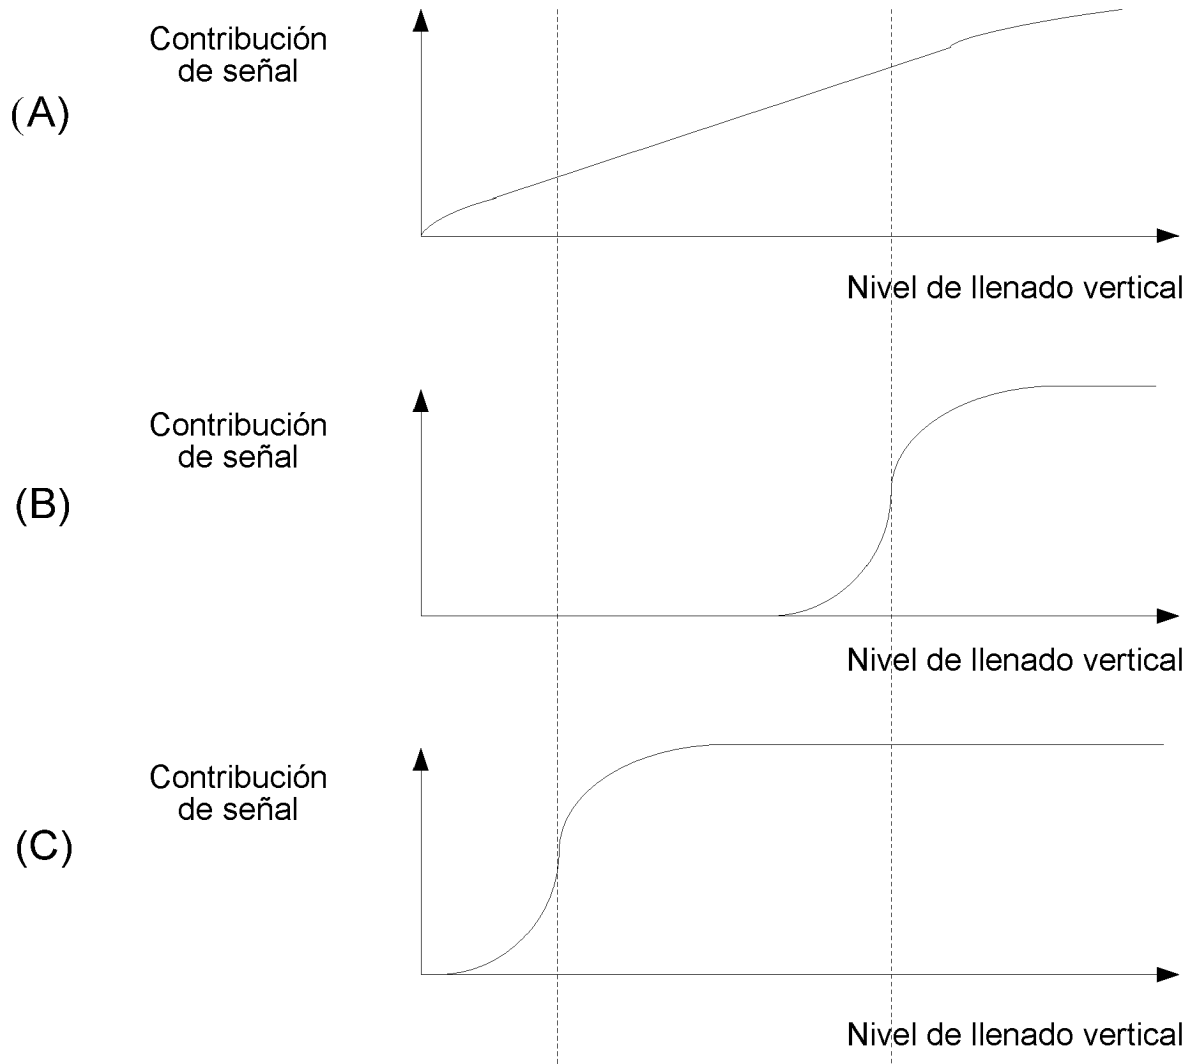 Contribución
de señal
(A)
Nivel de llenado vertical
Contribución
de señal
(B)
Nivel de llenado vertical
Contribución
de señal
(C)
Nivel de llenado vertical